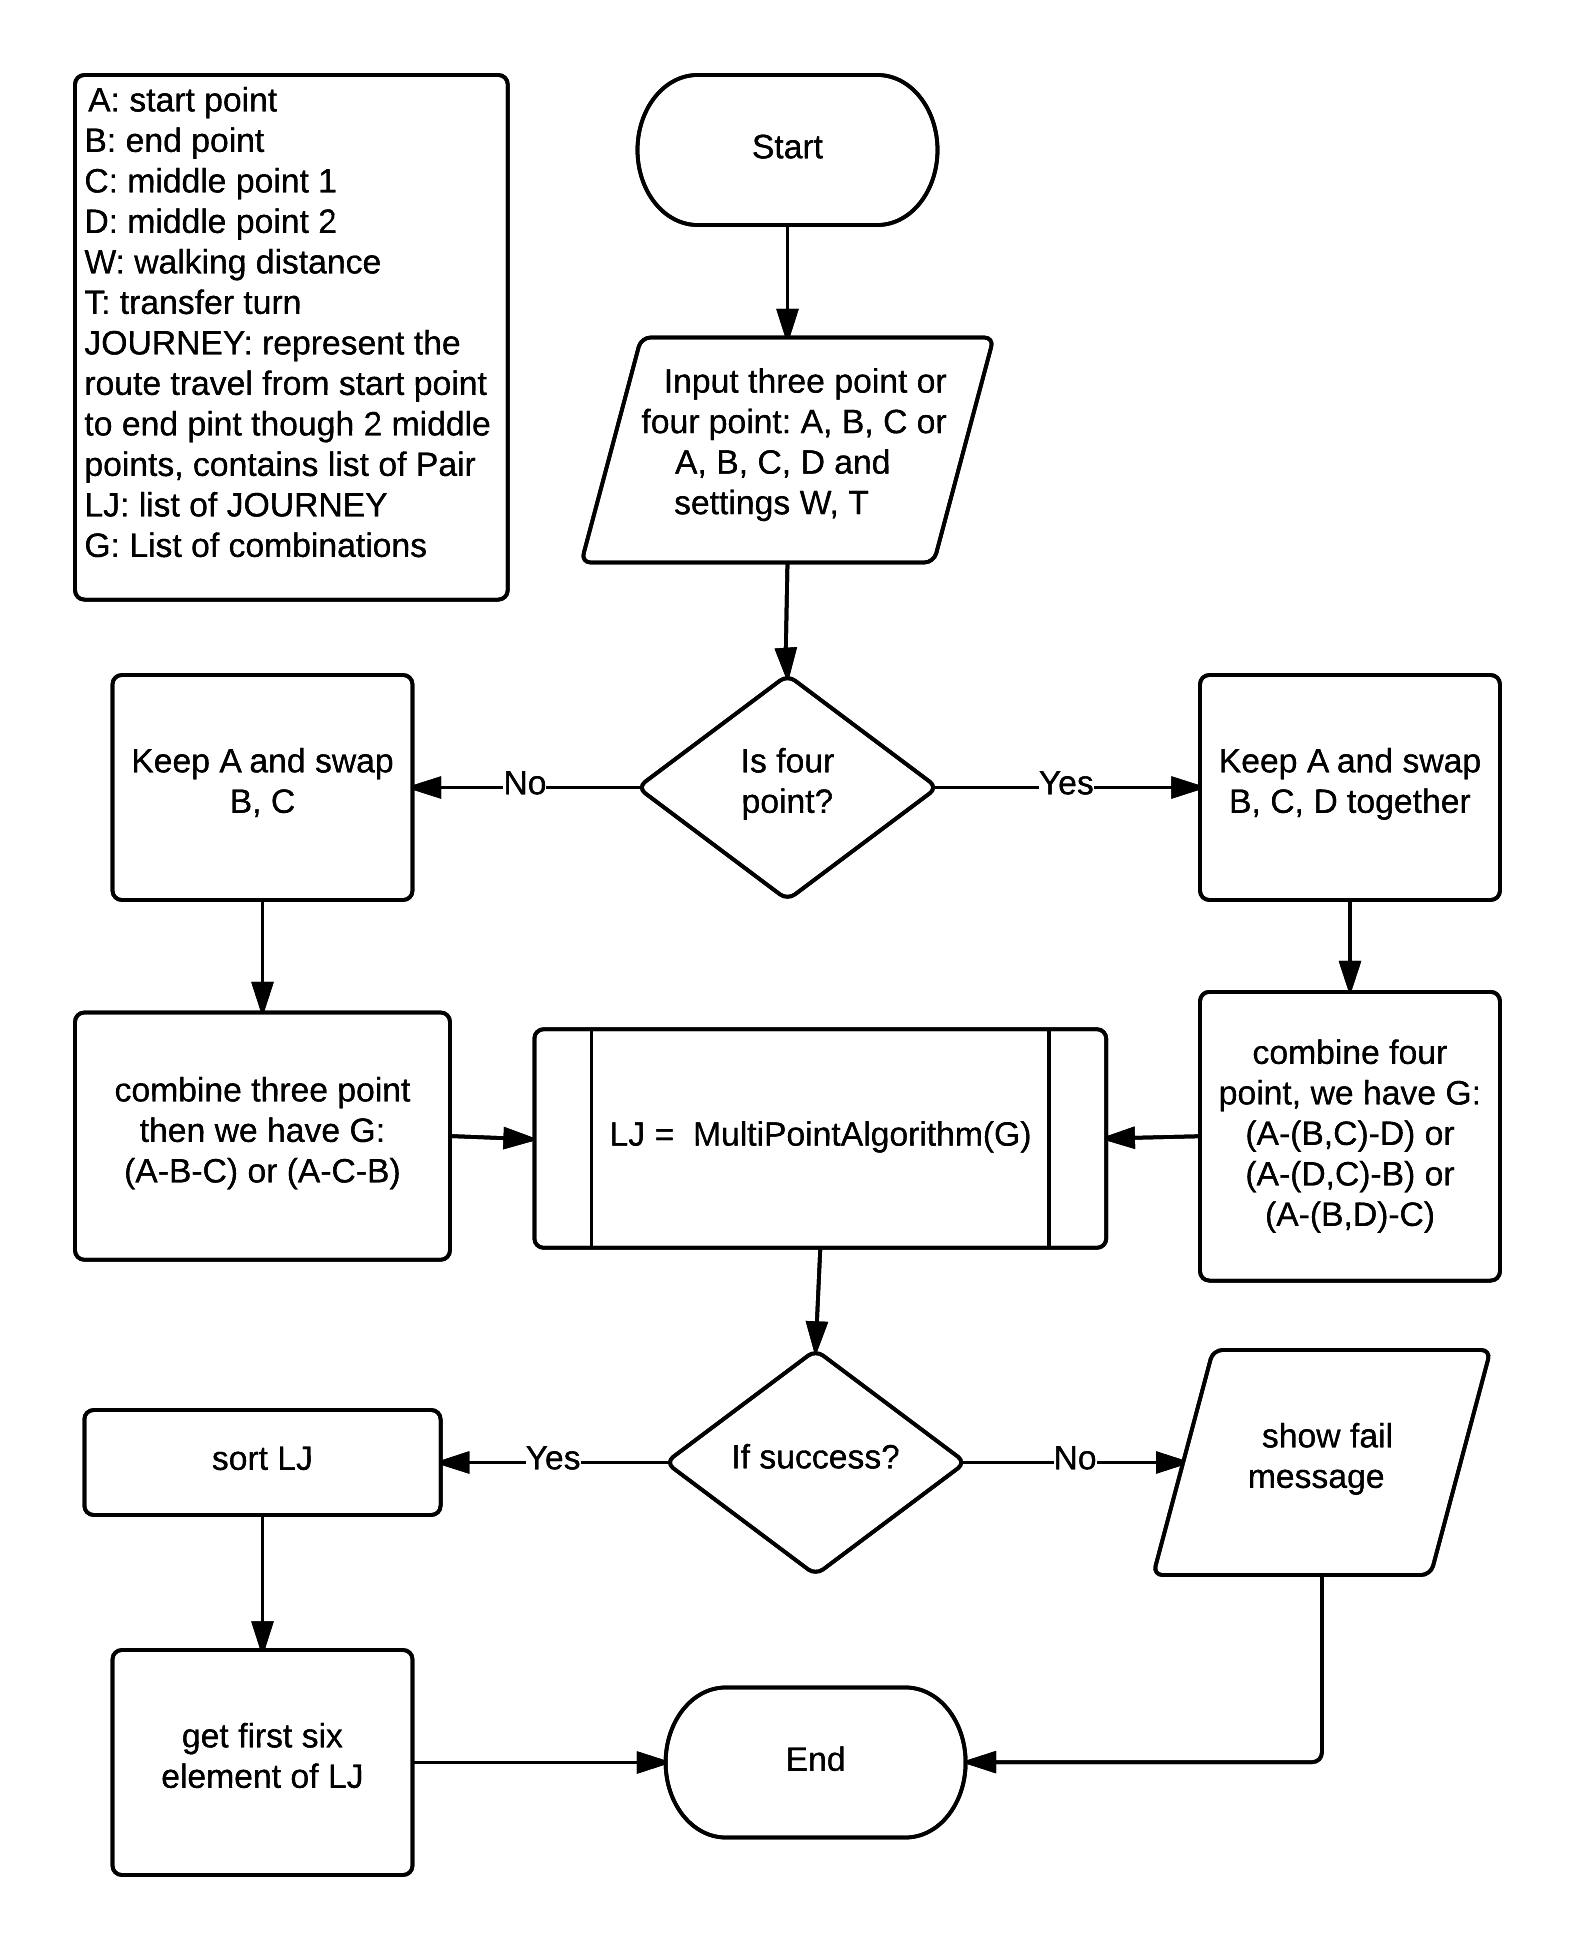 A: start point
B: end point
C: middle point 1
D: middle point 2
W: walking distance
T: transfer turn
JOURNEY: represent the
route travel from start point
to end pint though 2 middle
points, contains list of Pair
LJ: list of JOURNEY
G: List of combinations
Start
Input three point or
four point: A, B, C or
A, B, C, D and
settings W, T
Is four
point?
No
Yes
Keep A and swap
B, C
Keep A and swap
B, C, D together
combine three point
then we have G:
(A-B-C) or (A-C-B)
LJ = MultiPointAlgorithm(G)
combine four
point, we have G:
(A-(B,C)-D) or
(A-(D,C)-B) or
(A-(B,D)-C)
If success?
Yes
No
sort LJ
show fail
message
get first six
element of LJ
End